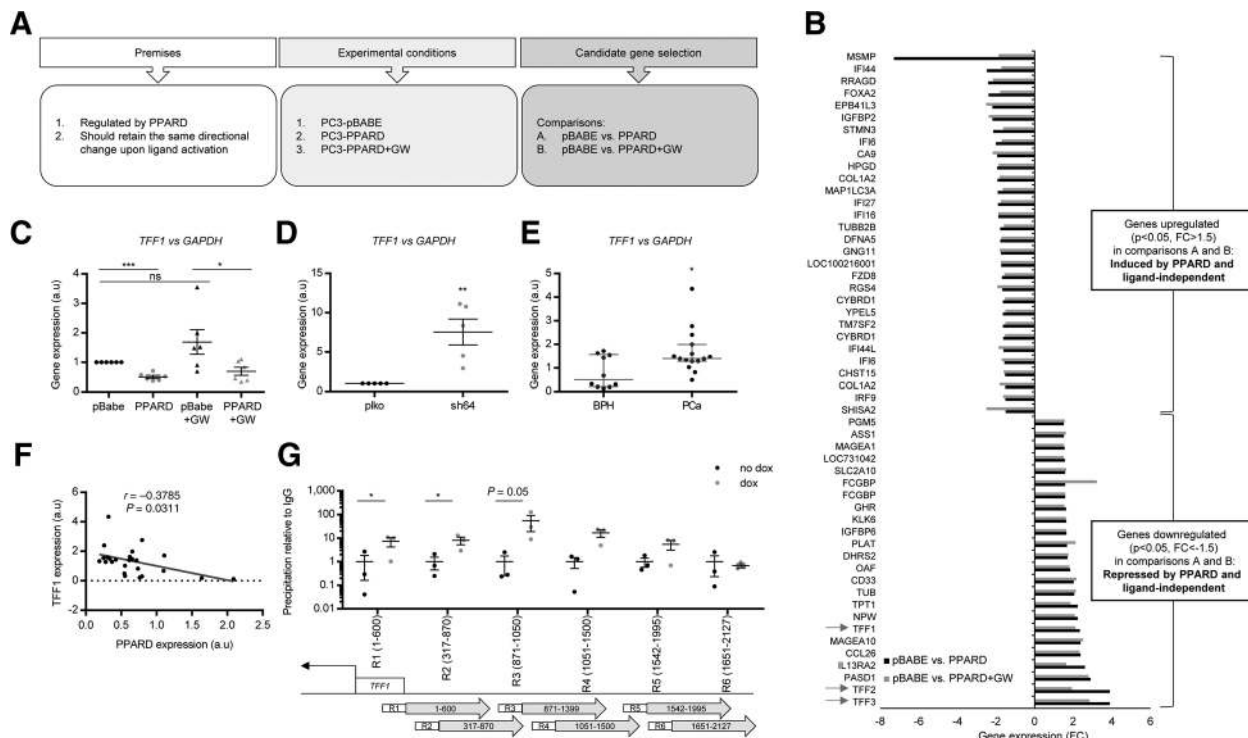 A
Premises
Experimental conditions
Candidate gene selection
1. Regulated by PPARD
2. Should retain the same directional
change upon ligand activation
1. PC3-pBABE
2. PC3-PPARD
3. PC3-PPARD+GW
Comparisons:
A. pBABE vs. PPARD
B. pBABE vs. PPARD+GW
B
MSMP
IFI44
RRAGD
FOXA2
EPB41L3
IGFBP2
STMN3
IFI6
CA9
HPGD
COL1A2
MAP1LC3A
IFI27
IFI16
TUBB2B
DFNA5
GNG11
LOC100216001
FZD8
RGS4
CYBRD1
YPEL5
TM7SF2
CYBRD1
IFI44L
IFI6
CHST15
COL1A2
IRF9
SHISA2
PGM5
ASS1
MAGEA1
LOC731042
SLC2A10
FCGBP
FCGBP
GHR
KLK6
IGFBP6
PLAT
DHRS2
OAF
CD33
TUB
TPT1
NPW
TFF1
MAGEA10
CCL26
IL13RA2
PASD1
TFF2
TFF3
-8 -6 -4 -2 0 2 4 6
Gene expression (FC)
pBABE vs. PPARD
pBABE vs. PPARD+GW
Genes upregulated
(p<0.05, FC>1.5)
in comparisons A and B:
Induced by PPARD and
ligand-independent
Genes downregulated
(p<0.05, FC<-1.5)
in comparisons A and B:
Repressed by PPARD and
ligand-independent
C
TFF1 vs GAPDH
Gene expression (a.u)
4
3
2
1
0
***
ns
*
pBabe PPARD pBabe PPARD
+GW +GW
D
TFF1 vs GAPDH
Gene expression (a.u)
15
10
5
0
**
plko sh64
E
TFF1 vs GAPDH
Gene expression (a.u)
5
4
3
2
1
0
*
BPH PCa
F
r = −0.3785
P = 0.0311
TFF1 expression (a.u)
6
4
2
0
-2
0.0 0.5 1.0 1.5 2.0 2.5
PPARD expression (a.u)
G
no dox
dox
Precipitation relative to IgG
1,000
100
10
1
0.1
0.01
*
*
P = 0.05
R1 (1-600)
R2 (317-870)
R3 (871-1050)
R4 (1051-1500)
R5 (1542-1995)
R6 (1651-2127)
TFF1
R1 1-600
R3 871-1399
R5 1542-1995
R2 317-870
R4 1051-1500
R6 1651-2127